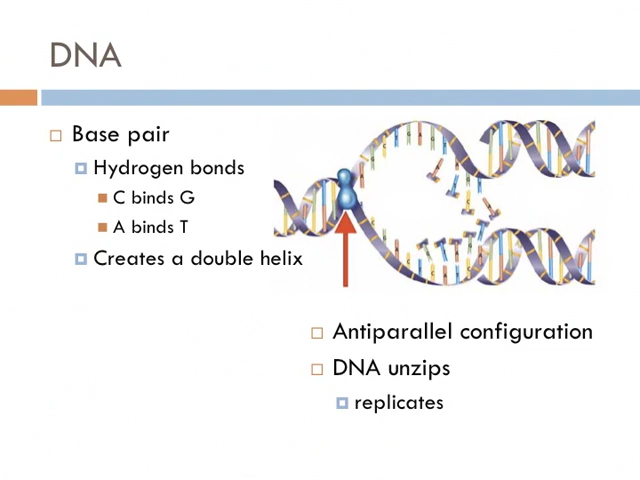 DNA
Base pair
Hydrogen bonds
C binds G
A binds T
Creates a double helix
Antiparallel configuration
DNA unzips
replicates